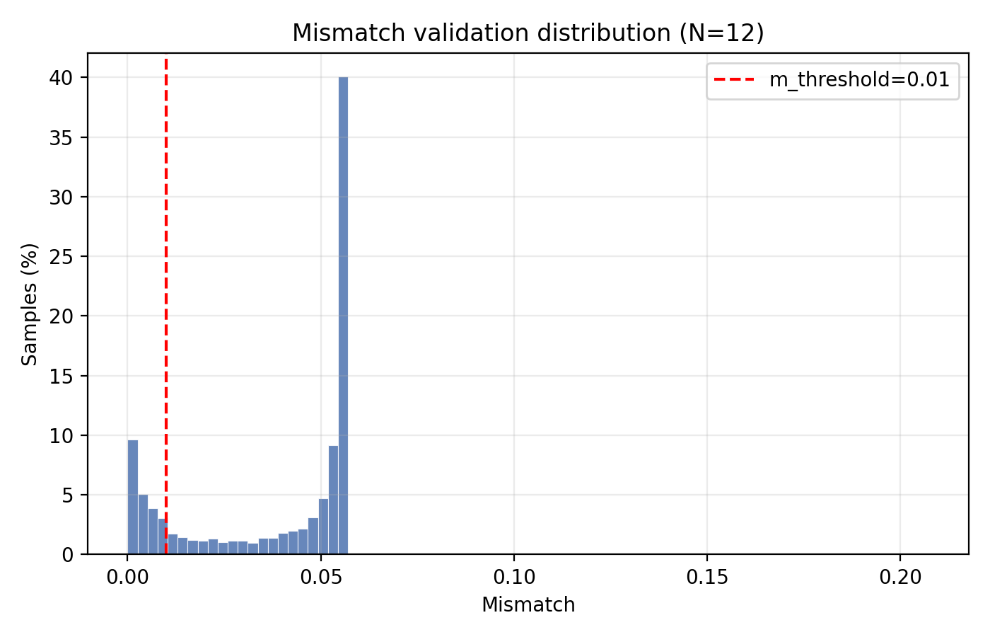 Mismatch validation distribution (N=12)
m_threshold=0.01
40
35
30
25
20
15
10
5
0
Samples (%)
0.00 0.05 0.10 0.15 0.20
Mismatch